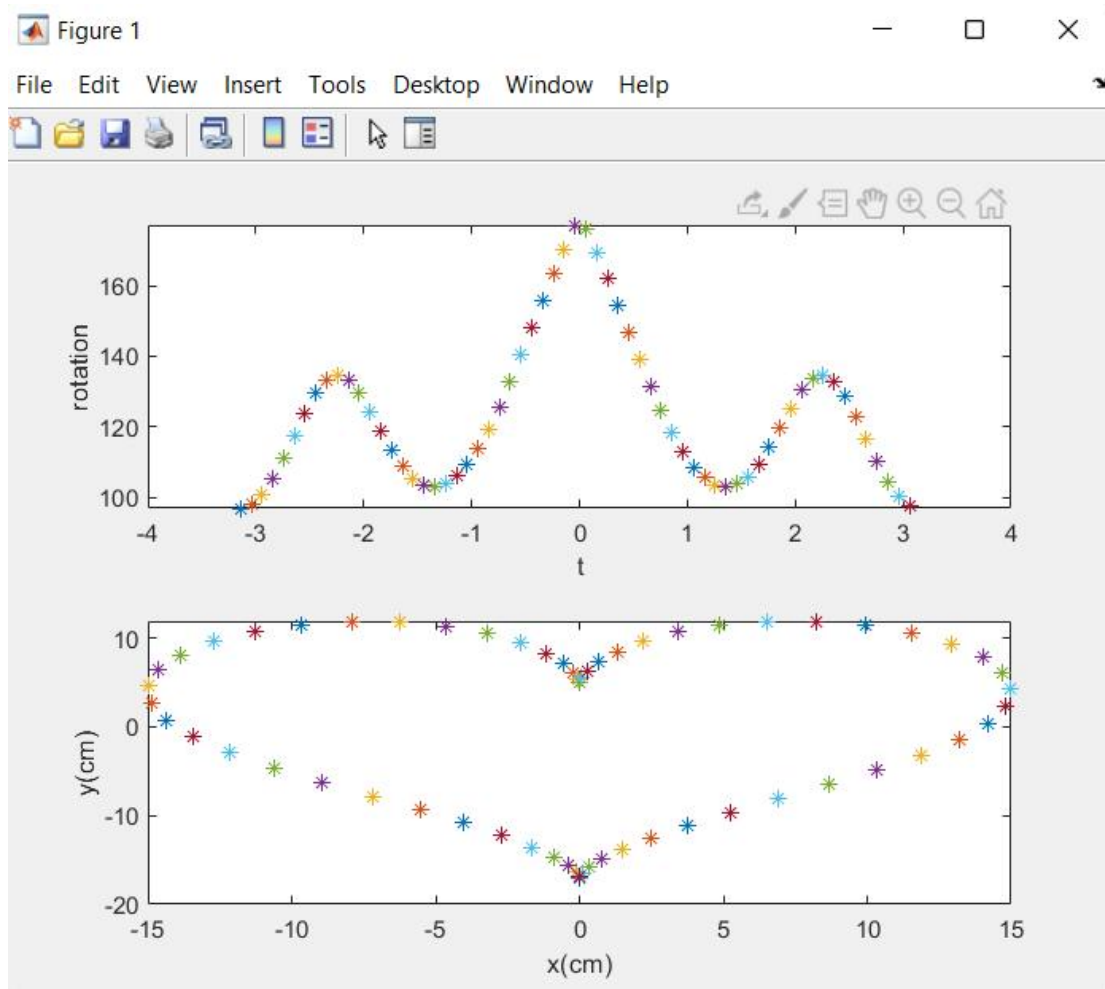 Figure 1
File Edit View Insert Tools Desktop Window Help
160
140
120
100
rotation
-4 -3 -2 -1 0 1 2 3 4
t
10
0
-10
-20
y(cm)
-15 -10 -5 0 5 10 15
x(cm)